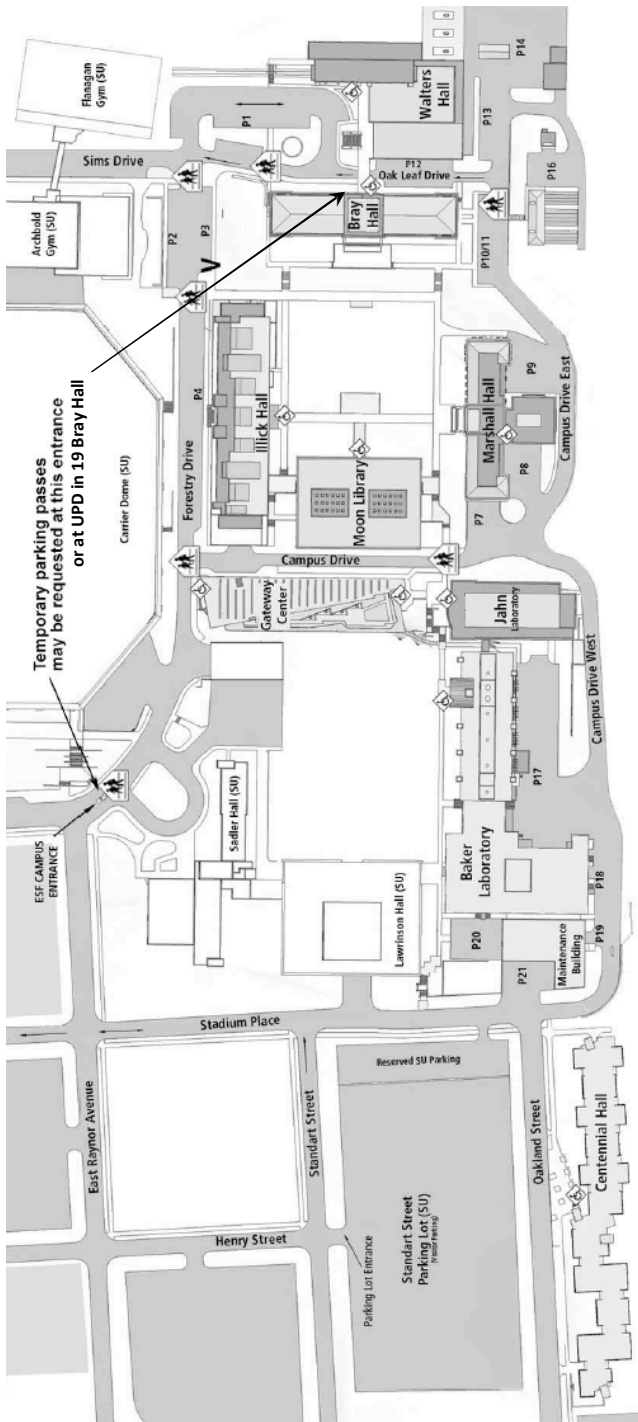 Temporary parking passes
may be requested at this entrance
or at UPD in 19 Bray Hall
ESF CAMPUS
ENTRANCE
East Raynor Avenue
Stadium Place
Standart Street
Henry Street
Parking Lot Entrance
Reserved SU Parking
Standart Street
Parking Lot (SU)
(Visitor Parking)
Oakland Street
Centennial Hall
Sadler Hall (SU)
Lawrinson Hall (SU)
P20
P21
Maintenance
Building
P19
P18
Baker
Laboratory
P17
Campus Drive West
Jahn
Laboratory
Gateway
Center
Campus Drive
Carrier Dome (SU)
Forestry Drive
P4
Illick Hall
Moon Library
P7
P8
Marshall Hall
P9
Campus Drive East
Archbold
Gym (SU)
Flanagan
Gym (SU)
Sims Drive
P1
P2
P3
V
Bray
Hall
P10/11
Oak Leaf Drive
P12
Walters
Hall
P13
P14
P16